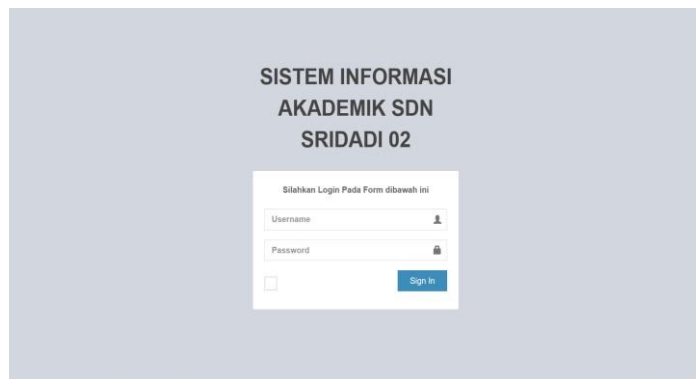 SISTEM INFORMASI
AKADEMIK SDN
SRIDADI 02
Silahkan Login Pada Form dibawah ini
Username
Password
Sign In